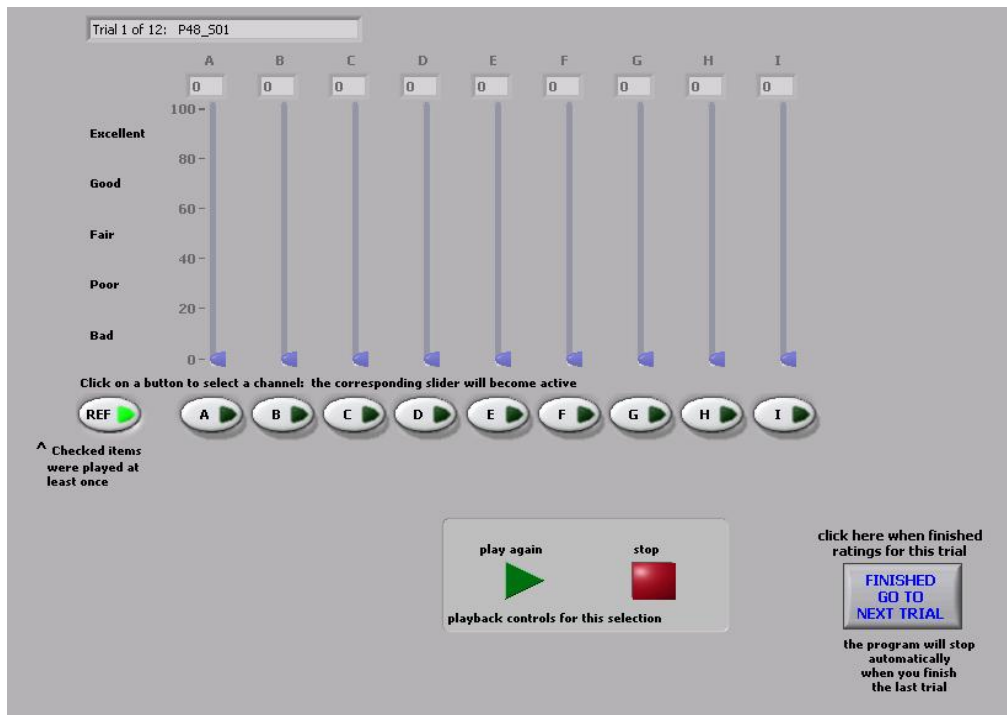 Trial 1 of 12: P48_S01
A B C D E F G H I
0 0 0 0 0 0 0 0 0
100
Excellent
80
Good
60
Fair
40
Poor
20
Bad
0
Click on a button to select a channel: the corresponding slider will become active
REF A B C D E F G H I
^ Checked items
were played at
least once
play again stop
playback controls for this selection
click here when finished
ratings for this trial
FINISHED
GO TO
NEXT TRIAL
the program will stop
automatically
when you finish
the last trial